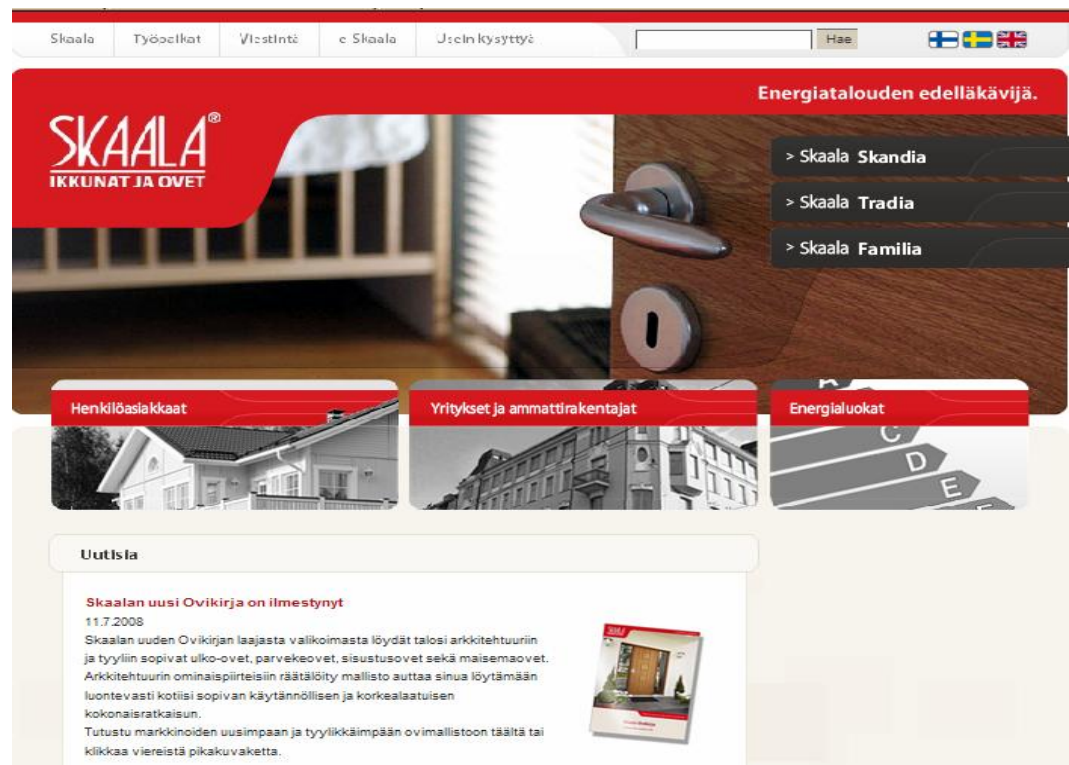 Skaala
Työpaikat
Viestintä
e-Skaala
Usein kysyttyä
Hae
Energiatalouden edelläkävijä.
SKAALA®
IKKUNAT JA OVET
> Skaala Skandia
> Skaala Tradia
> Skaala Familia
Henkilöasiakkaat
Yritykset ja ammattirakentajat
Energialuokat
A
C
D
E
F
Uutisia
Skaalan uusi Ovikirja on ilmestynyt
11.7.2008
Skaalan uuden Ovikirjan laajasta valikoimasta löydät talosi arkkitehtuuriin
ja tyyliin sopivat ulko-ovet, parvekeovet, sisustusovet sekä maisemaovet.
Arkkitehtuurin ominaispiirteisiin räätälöity mallisto auttaa sinua löytämään
luontevasti kotiisi sopivan käytännöllisen ja korkealaatuisen
kokonaisratkaisun.
Tutustu markkinoiden uusimpaan ja tyylikkäimpään ovimallistoon täältä tai
klikkaa viereistä pikakuvaketta.
SKAALA